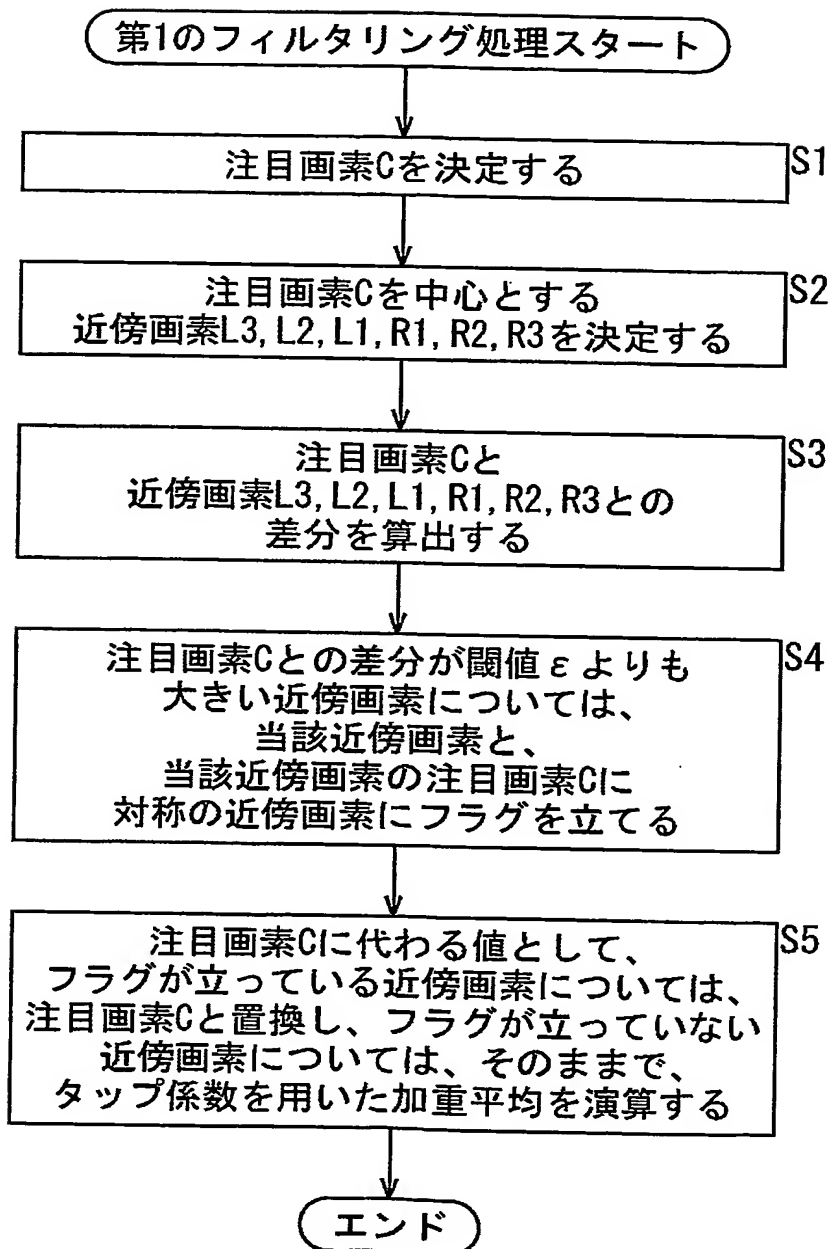 第1のフィルタリング処理スタート
注目画素Cを決定する
S1
注目画素Cを中心とする
近傍画素L3, L2, L1, R1, R2, R3を決定する
S2
注目画素Cと
近傍画素L3, L2, L1, R1, R2, R3との
差分を算出する
S3
注目画素Cとの差分が閾値εよりも
大きい近傍画素については、
当該近傍画素と、
当該近傍画素の注目画素Cに
対称の近傍画素にフラグを立てる
S4
注目画素Cに代わる値として、
フラグが立っている近傍画素については、
注目画素Cと置換し、フラグが立っていない
近傍画素については、そのままで、
タップ係数を用いた加重平均を演算する
S5
エンド